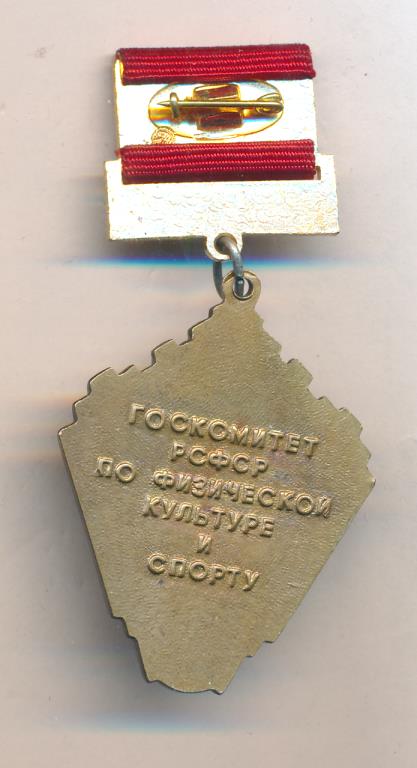 ГОСКОМИТЕТ
РСФСР
ПО ФИЗИЧЕСКОЙ
КУЛЬТУРЕ
И
СПОРТУ